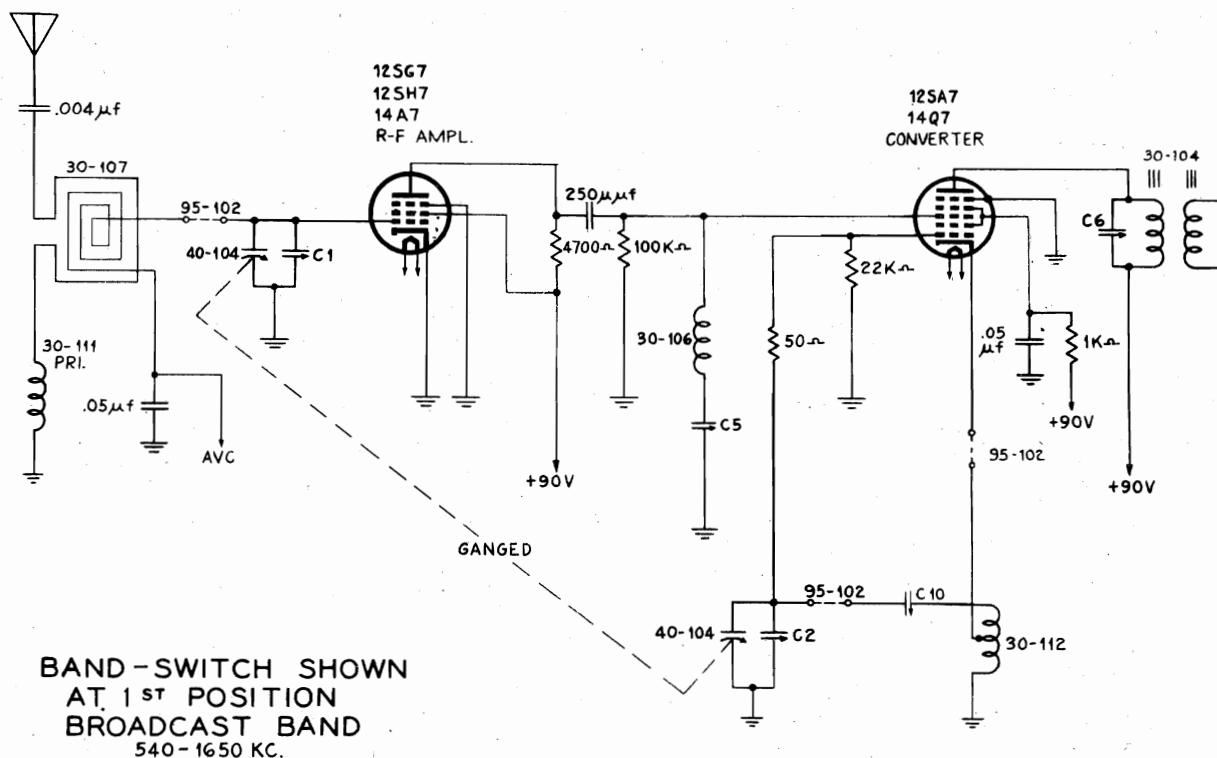 12SG7
12SH7
14A7
R-F AMPL.
12SA7
14Q7
CONVERTER
.004μf
30-107
95-102
40-104
C1
250μμf
4700Ω
100KΩ
22KΩ
30-104
C6
30-111
PRI.
.05μf
AVC
30-106
50Ω
.05
μf
1KΩ
+90V
C5
95-102
+90V
+90V
GANGED
95-102
C10
40-104
C2
30-112
BAND-SWITCH SHOWN
AT 1ST POSITION
BROADCAST BAND
540-1650 KC.